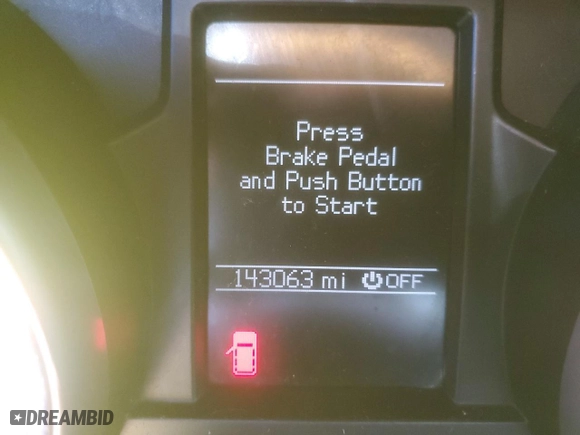 Press
Brake Pedal
and Push Button
to Start
143063 mi OFF
DREAMBID